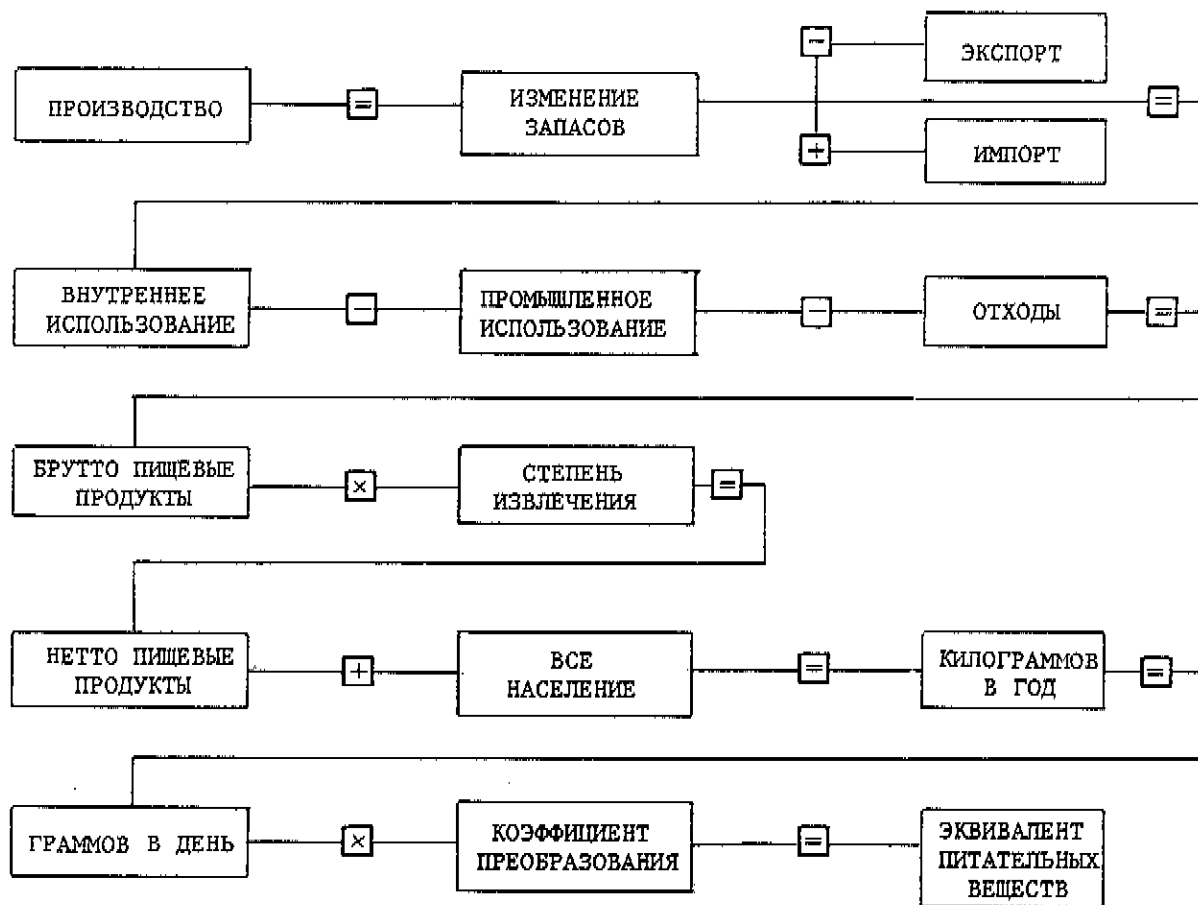 −
ЭКСПОРТ
ПРОИЗВОДСТВО = ИЗМЕНЕНИЕ ЗАПАСОВ =
+
ИМПОРТ
ВНУТРЕННЕЕ ИСПОЛЬЗОВАНИЕ − ПРОМЫШЛЕННОЕ ИСПОЛЬЗОВАНИЕ − ОТХОДЫ =
БРУТТО ПИЩЕВЫЕ ПРОДУКТЫ × СТЕПЕНЬ ИЗВЛЕЧЕНИЯ =
НЕТТО ПИЩЕВЫЕ ПРОДУКТЫ + ВСЕ НАСЕЛЕНИЕ = КИЛОГРАММОВ В ГОД =
ГРАММОВ В ДЕНЬ × КОЭФФИЦИЕНТ ПРЕОБРАЗОВАНИЯ = ЭКВИВАЛЕНТ ПИТАТЕЛЬНЫХ ВЕЩЕСТВ